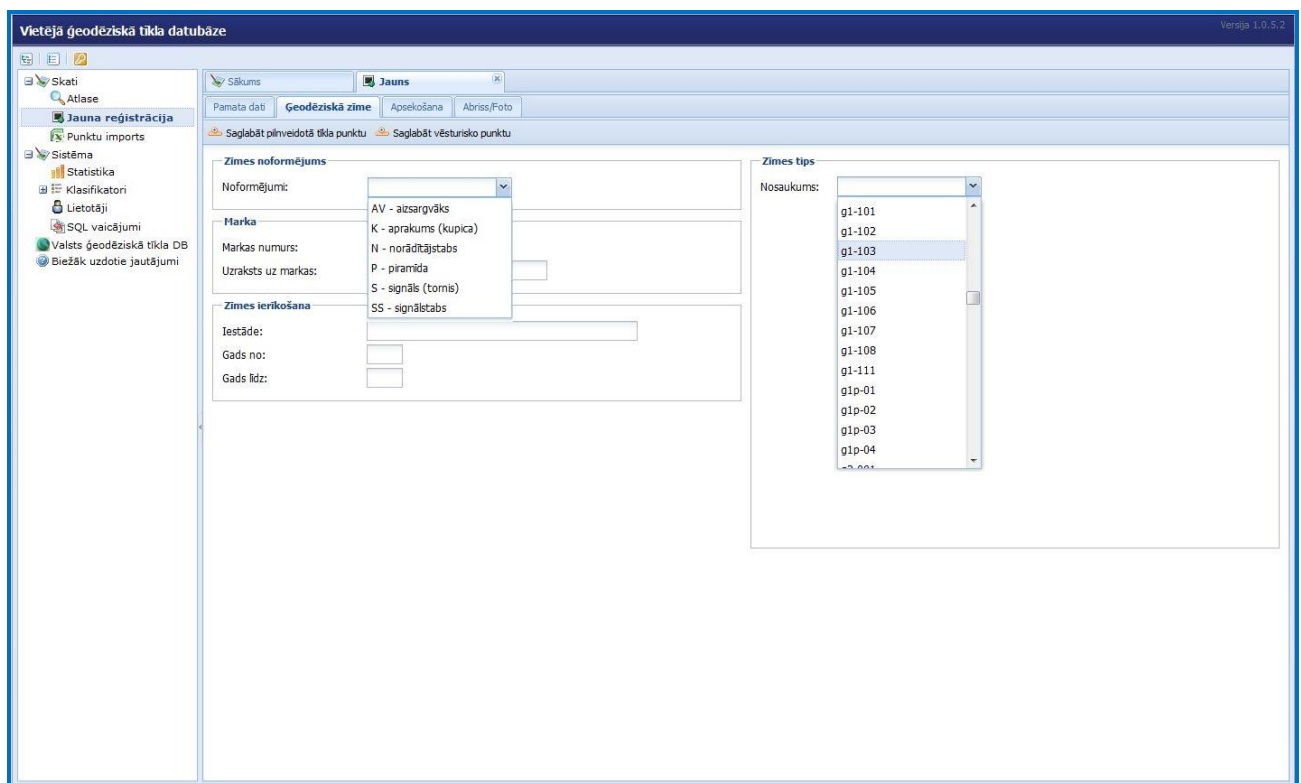 Vietējā ģeodēziskā tīkla datubāze
Versija 1.0.5.2
Skati
Atlase
Jauna reģistrācija
Punktu imports
Sistēma
Statistika
Klasifikatori
Lietotāji
SQL vaicājumi
Valsts ģeodēziskā tīkla DB
Biežāk uzdotie jautājumi
Sākums
Jauns
Pamata dati
Ģeodēziskā zīme
Apsekošana
Abriss/Foto
Saglabāt pilnveidotā tīkla punktu
Saglabāt vēsturisko punktu
Zīmes noformējums
Noformējumi:
AV - aizsargvāks
K - aprakums (kupica)
N - norādītājstabs
P - piramīda
S - signāls (tornis)
SS - signālstabs
Marka
Markas numurs:
Uzraksts uz markas:
Zīmes ierīkošana
Iestāde:
Gads no:
Gads līdz:
Zīmes tips
Nosaukums:
g1-101
g1-102
g1-103
g1-104
g1-105
g1-106
g1-107
g1-108
g1-111
g1p-01
g1p-02
g1p-03
g1p-04